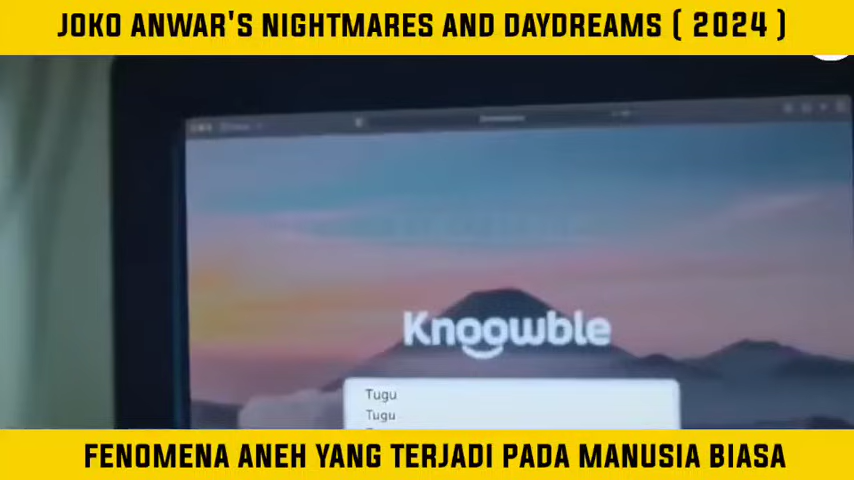 JOKO ANWAR'S NIGHTMARES AND DAYDREAMS ( 2024 )
Knoowble
Tugu
Tugu
FENOMENA ANEH YANG TERJADI PADA MANUSIA BIASA